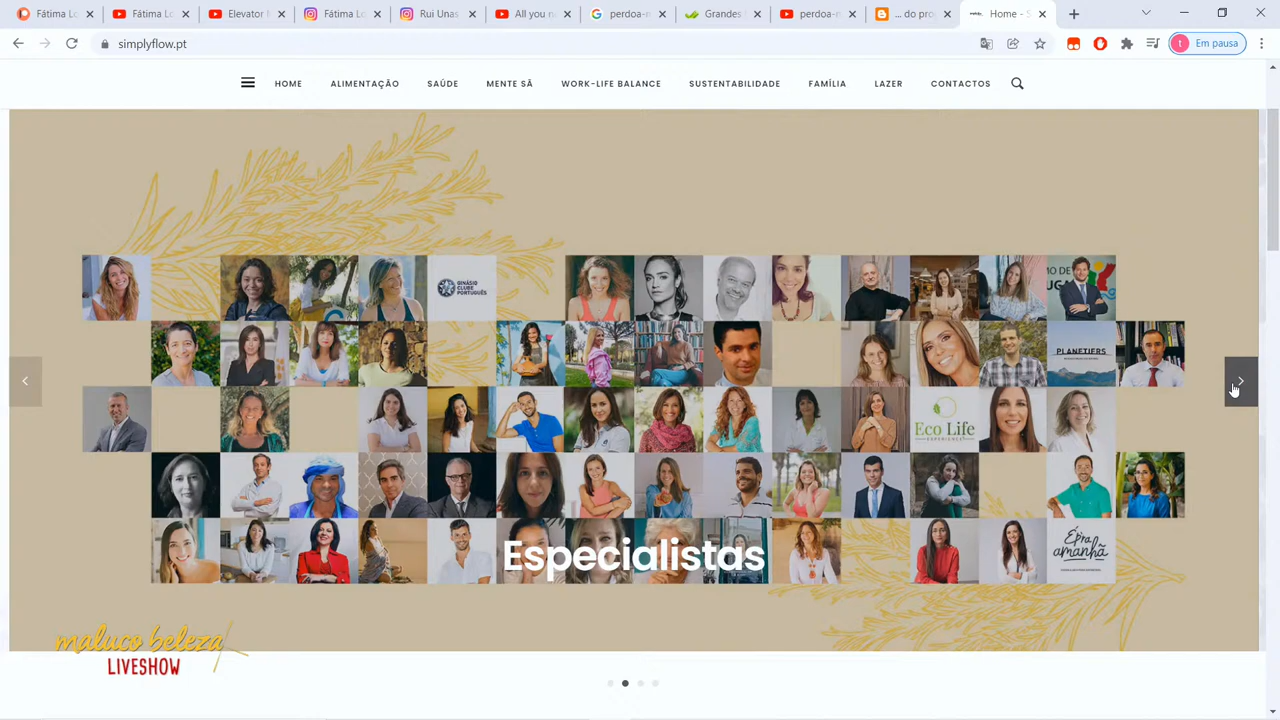 Fátima Lo
Fátima Lo
Elevator I
Fátima Lo
Rui Unas
All you n
perdoa-n
Grandes
perdoa-n
... do pro
Home - S
simplyflow.pt
t Em pausa
HOME ALIMENTAÇÃO SAÚDE MENTE SÃ WORK-LIFE BALANCE SUSTENTABILIDADE FAMÍLIA LAZER CONTACTOS
GINÁSIO
CLUBE
PORTUGUÊS
PLANETIERS
Eco Life
EXPERIENCE
É pra
amanhã
Especialistas
maluco beleza
LIVESHOW